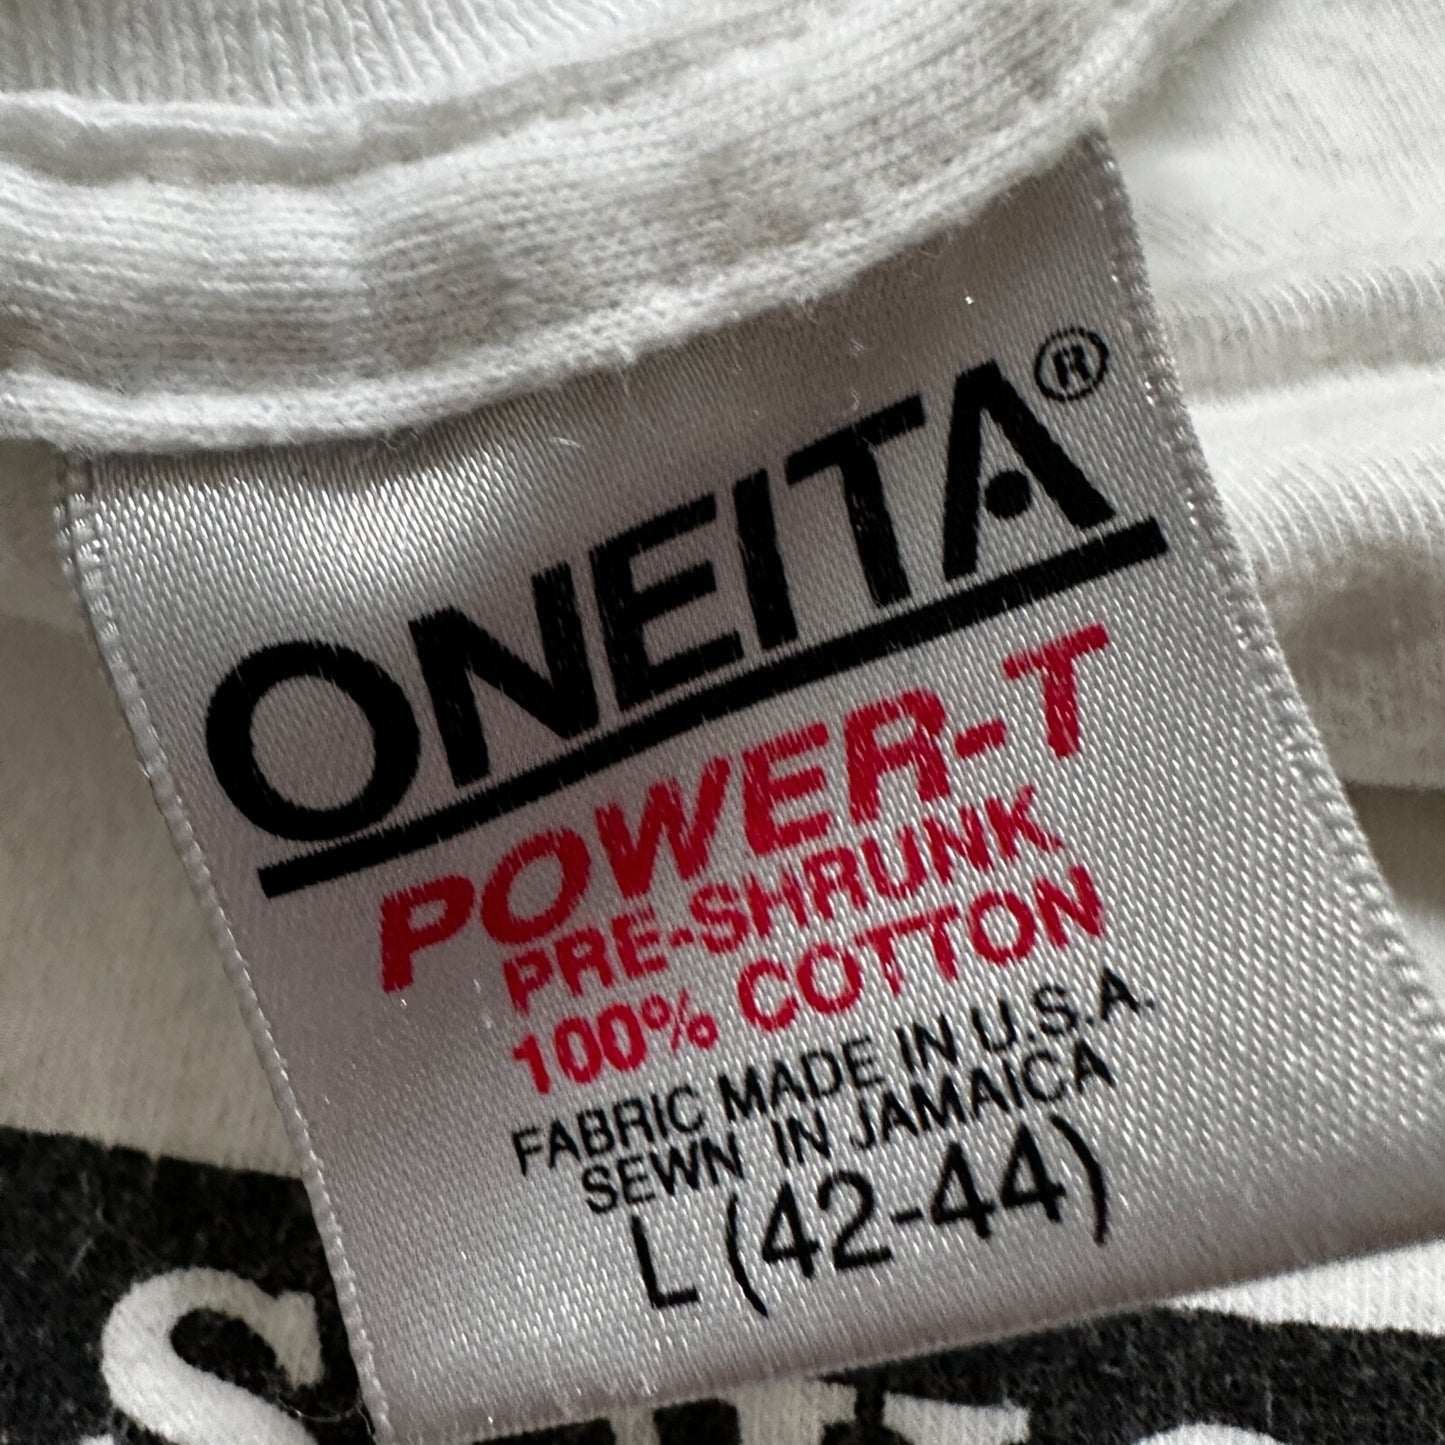 ONEITA®
POWER-T
PRE-SHRUNK
100% COTTON
FABRIC MADE IN U.S.A.
SEWN IN JAMAICA
L (42-44)